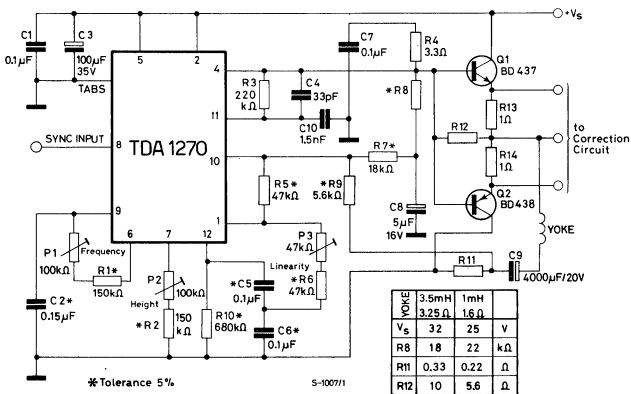 +Vs
C1
0.1µF
C3
100µF
35V
TABS
5
2
4
C7
0.1µF
R4
3.3Ω
Q1
BD 437
R3
220
kΩ
C4
33pF
*R8
R13
1Ω
11
C10
1.5nF
R12
to
Correction
Circuit
SYNC INPUT
8
TDA 1270
10
R7*
18kΩ
R14
1Ω
R5*
47kΩ
*R9
5.6kΩ
Q2
BD438
9
6
7
12
1
C8
5µF
16V
YOKE
P1
Frequency
100kΩ
R1*
150kΩ
P2
100kΩ
Height
P3
47kΩ
Linearity
*R6
47kΩ
R11
C9
4000µF/20V
C2*
0.15µF
*R2
150
kΩ
R10*
680kΩ
*C5
0.1µF
C6*
0.1µF
YOKE 3.5mH 1mH
3.25Ω 1.6Ω
Vs 32 25 V
R8 18 22 kΩ
R11 0.33 0.22 Ω
R12 10 5.6 Ω
* Tolerance 5%
S-1007/1